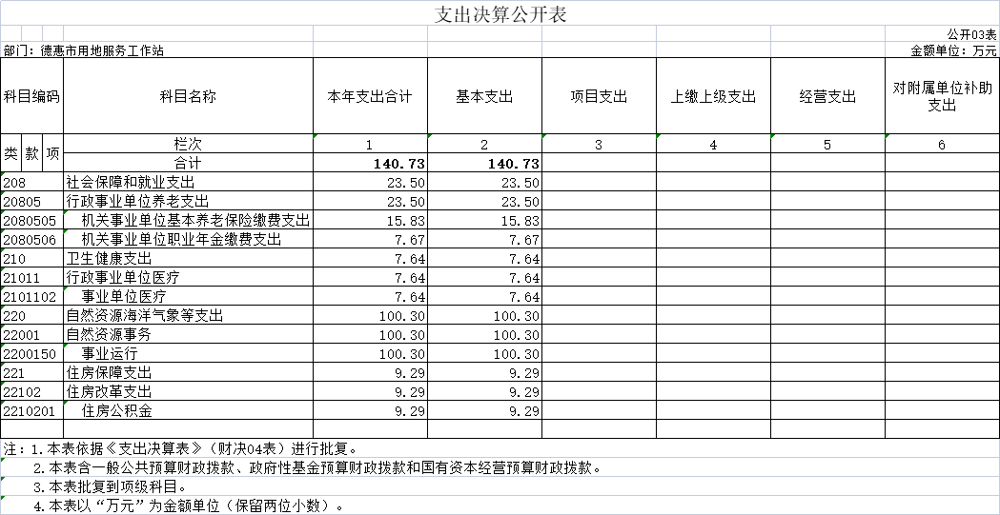 支出决算公开表
公开03表
部门：德惠市用地服务工作站 金额单位：万元
科目编码 科目名称 本年支出合计 基本支出 项目支出 上缴上级支出 经营支出 对附属单位补助支出
类 款 项 栏次 1 2 3 4 5 6
合计 140.73 140.73
208 社会保障和就业支出 23.50 23.50
20805 行政事业单位养老支出 23.50 23.50
2080505 机关事业单位基本养老保险缴费支出 15.83 15.83
2080506 机关事业单位职业年金缴费支出 7.67 7.67
210 卫生健康支出 7.64 7.64
21011 行政事业单位医疗 7.64 7.64
2101102 事业单位医疗 7.64 7.64
220 自然资源海洋气象等支出 100.30 100.30
22001 自然资源事务 100.30 100.30
2200150 事业运行 100.30 100.30
221 住房保障支出 9.29 9.29
22102 住房改革支出 9.29 9.29
2210201 住房公积金 9.29 9.29
注：1.本表依据《支出决算表》（财决04表）进行批复。
2.本表含一般公共预算财政拨款、政府性基金预算财政拨款和国有资本经营预算财政拨款。
3.本表批复到项级科目。
4.本表以“万元”为金额单位（保留两位小数）。